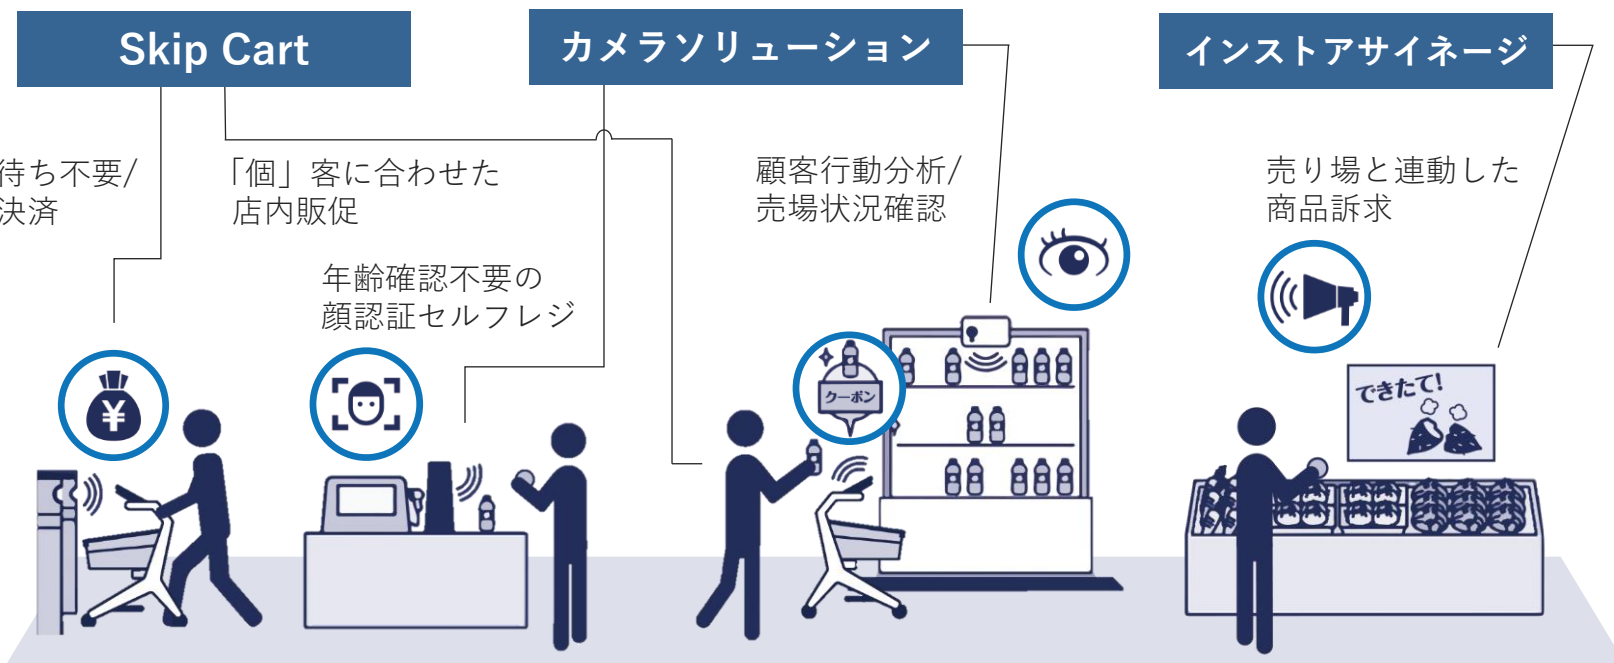 Skip Cart
カメラソリューション
インストアサイネージ
待ち不要/
決済
「個」客に合わせた
店内販促
年齢確認不要の
顔認証セルフレジ
顧客行動分析/
売場状況確認
売り場と連動した
商品訴求
¥
クーポン
できたて!